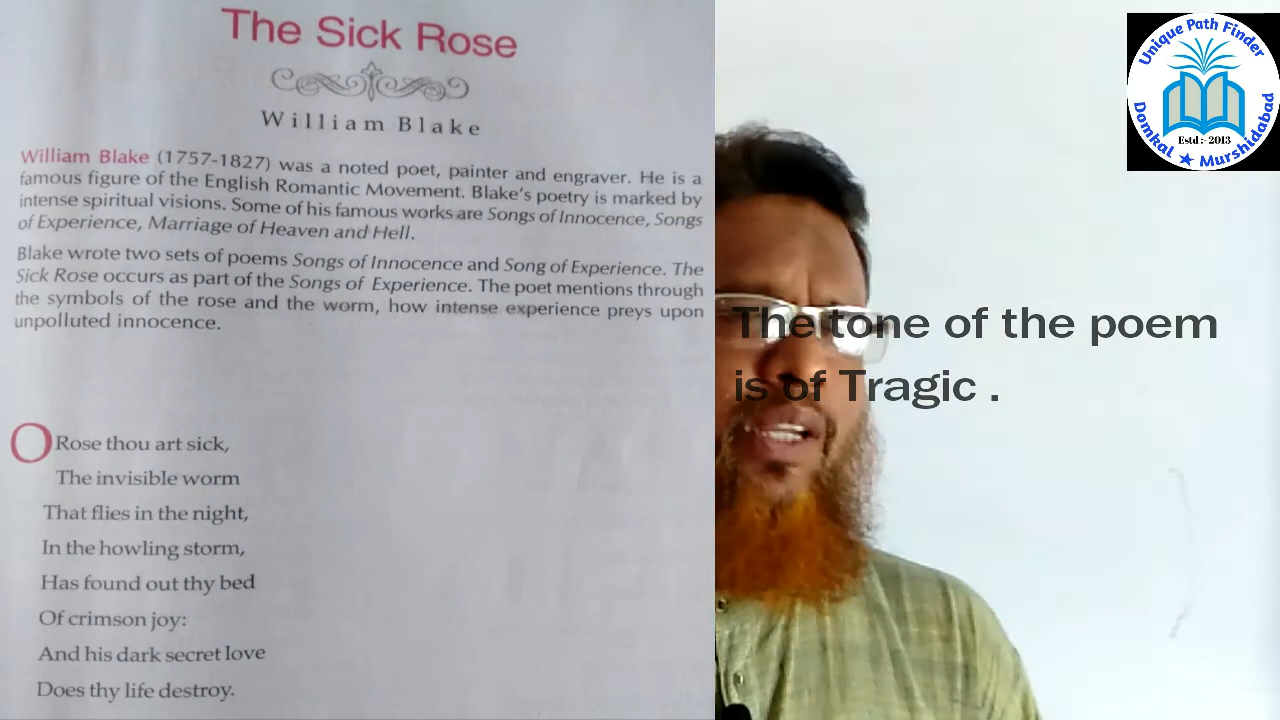 The Sick Rose
William Blake
William Blake (1757-1827) was a noted poet, painter and engraver. He is a
famous figure of the English Romantic Movement. Blake's poetry is marked by
intense spiritual visions. Some of his famous works are Songs of Innocence, Songs
of Experience, Marriage of Heaven and Hell.
Blake wrote two sets of poems Songs of Innocence and Song of Experience. The
Sick Rose occurs as part of the Songs of Experience. The poet mentions through
the symbols of the rose and the worm, how intense experience preys upon
unpolluted innocence.
O Rose thou art sick,
The invisible worm
That flies in the night,
In the howling storm,
Has found out thy bed
Of crimson joy:
And his dark secret love
Does thy life destroy.
Unique Path Finder
Estd :- 2013
Domkal ★ Murshidabad
The tone of the poem
is of Tragic .